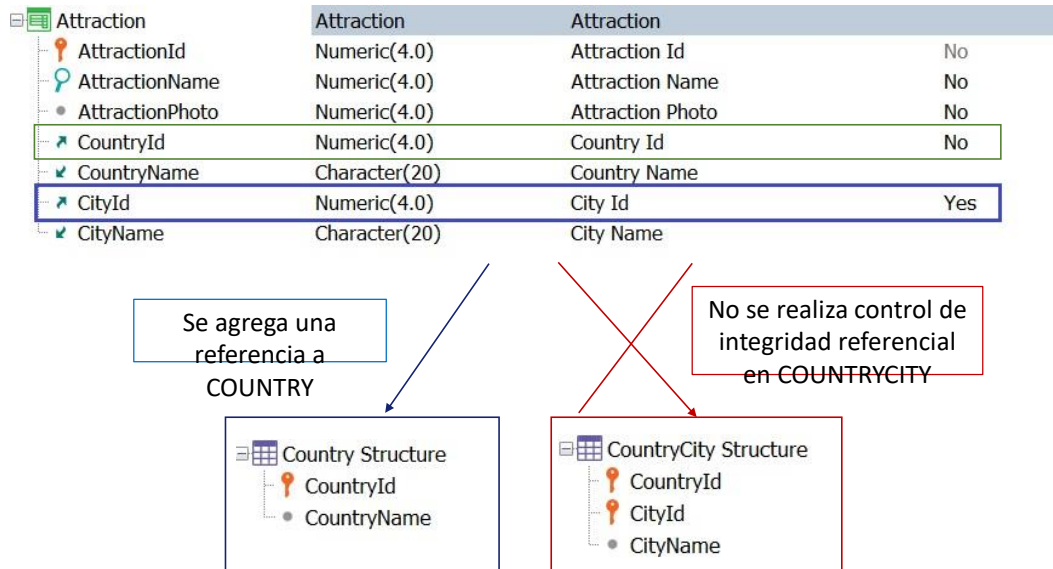 Attraction Attraction Attraction
AttractionId Numeric(4.0) Attraction Id No
AttractionName Numeric(4.0) Attraction Name No
AttractionPhoto Numeric(4.0) Attraction Photo No
CountryId Numeric(4.0) Country Id No
CountryName Character(20) Country Name
CityId Numeric(4.0) City Id Yes
CityName Character(20) City Name
Se agrega una
referencia a
COUNTRY
No se realiza control de
integridad referencial
en COUNTRYCITY
Country Structure
CountryId
CountryName
CountryCity Structure
CountryId
CityId
CityName